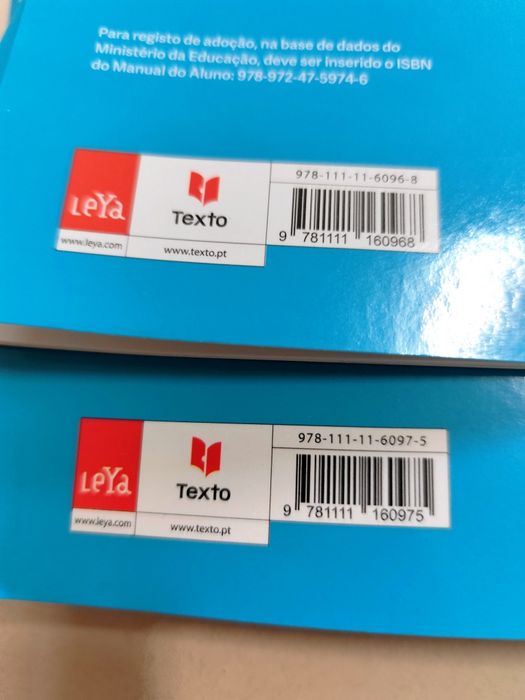 Para registo de adoção, na base de dados do
Ministério da Educação, deve ser inserido o ISBN
do Manual do Aluno: 978-972-47-5974-6
LeYa
www.leya.com
Texto
www.texto.pt
978-111-11-6096-8
9 781111 160968
LeYa
www.leya.com
Texto
www.texto.pt
978-111-11-6097-5
9 781111 160975